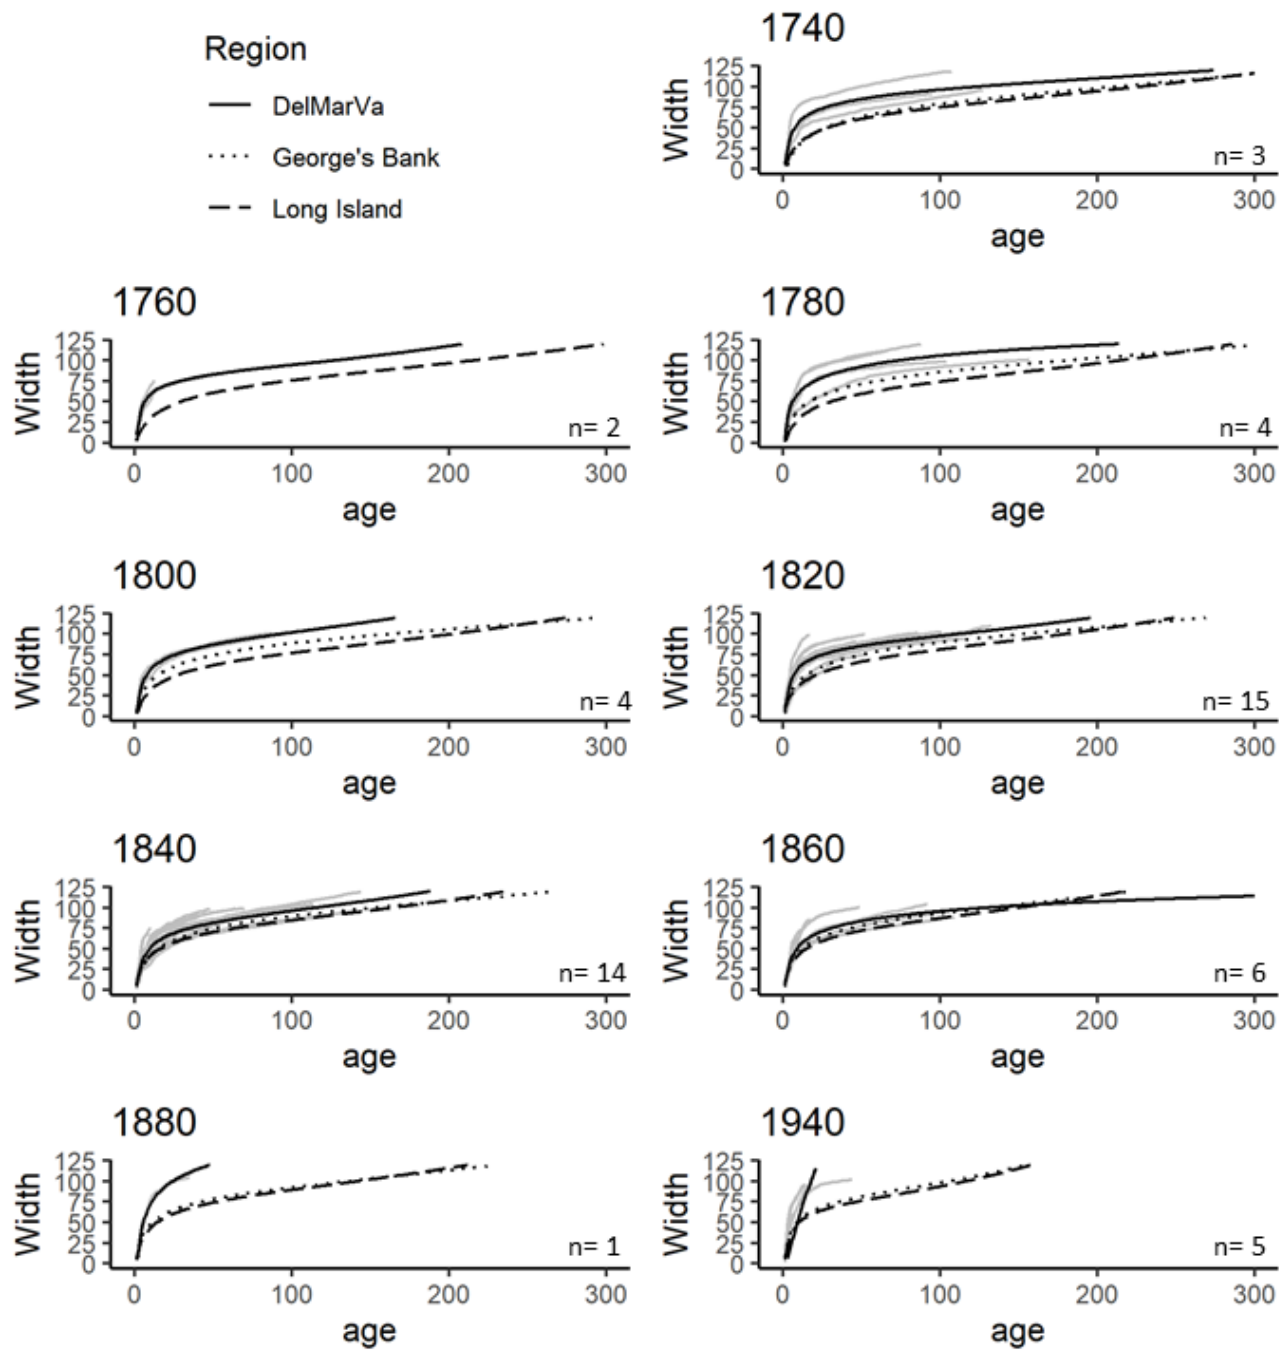 Region
DelMarVa
George's Bank
Long Island
1740
Width
125
100
75
50
25
0
n= 3
0 100 200 300
age
1760
Width
125
100
75
50
25
0
n= 2
0 100 200 300
age
1780
Width
125
100
75
50
25
0
n= 4
0 100 200 300
age
1800
Width
125
100
75
50
25
0
n= 4
0 100 200 300
age
1820
Width
125
100
75
50
25
0
n= 15
0 100 200 300
age
1840
Width
125
100
75
50
25
0
n= 14
0 100 200 300
age
1860
Width
125
100
75
50
25
0
n= 6
0 100 200 300
age
1880
Width
125
100
75
50
25
0
n= 1
0 100 200 300
age
1940
Width
125
100
75
50
25
0
n= 5
0 100 200 300
age